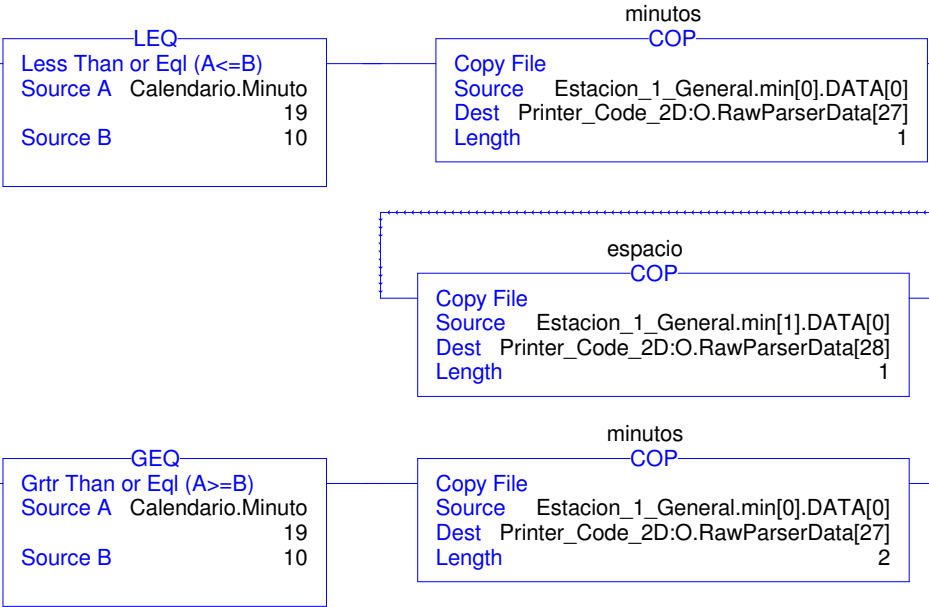 minutos
LEQ
COP
Less Than or Eql (A<=B)
Copy File
Source A Calendario.Minuto
Source Estacion_1_General.min[0].DATA[0]
19
Dest Printer_Code_2D:O.RawParserData[27]
Source B 10
Length 1
espacio
COP
Copy File
Source Estacion_1_General.min[1].DATA[0]
Dest Printer_Code_2D:O.RawParserData[28]
Length 1
minutos
GEQ
COP
Grtr Than or Eql (A>=B)
Copy File
Source A Calendario.Minuto
Source Estacion_1_General.min[0].DATA[0]
19
Dest Printer_Code_2D:O.RawParserData[27]
Source B 10
Length 2